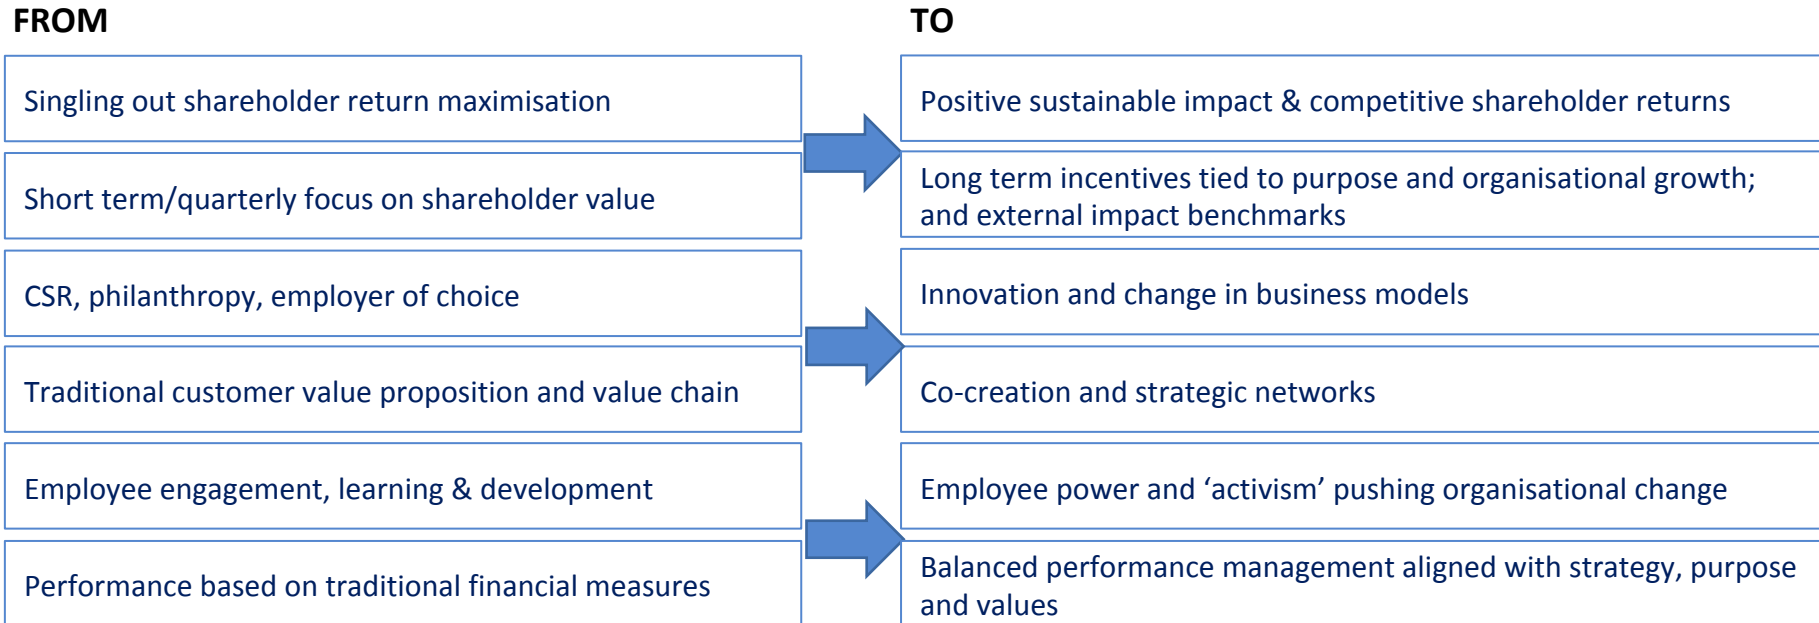 FROM
TO
Singling out shareholder return maximisation
Positive sustainable impact & competitive shareholder returns
Short term/quarterly focus on shareholder value
Long term incentives tied to purpose and organisational growth;
and external impact benchmarks
CSR, philanthropy, employer of choice
Innovation and change in business models
Traditional customer value proposition and value chain
Co-creation and strategic networks
Employee engagement, learning & development
Employee power and ‘activism’ pushing organisational change
Performance based on traditional financial measures
Balanced performance management aligned with strategy, purpose
and values